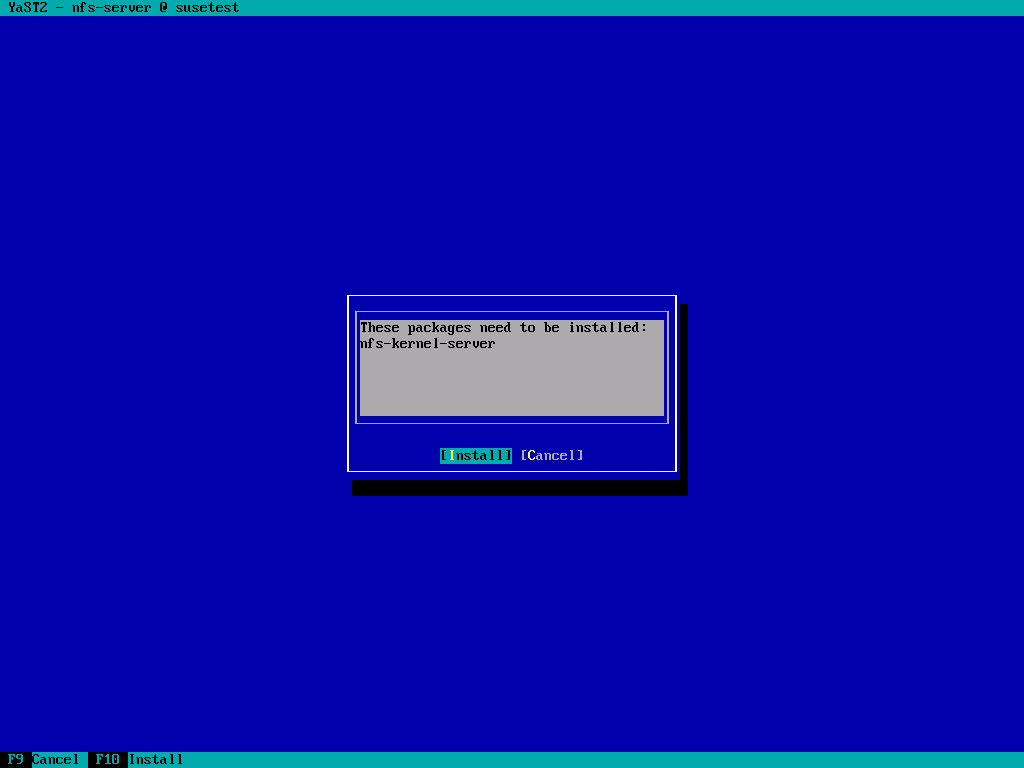 YaST2 - nfs-server @ susetest
These packages need to be installed:
nfs-kernel-server
[Install] [Cancel]
F9 Cancel F10 Install